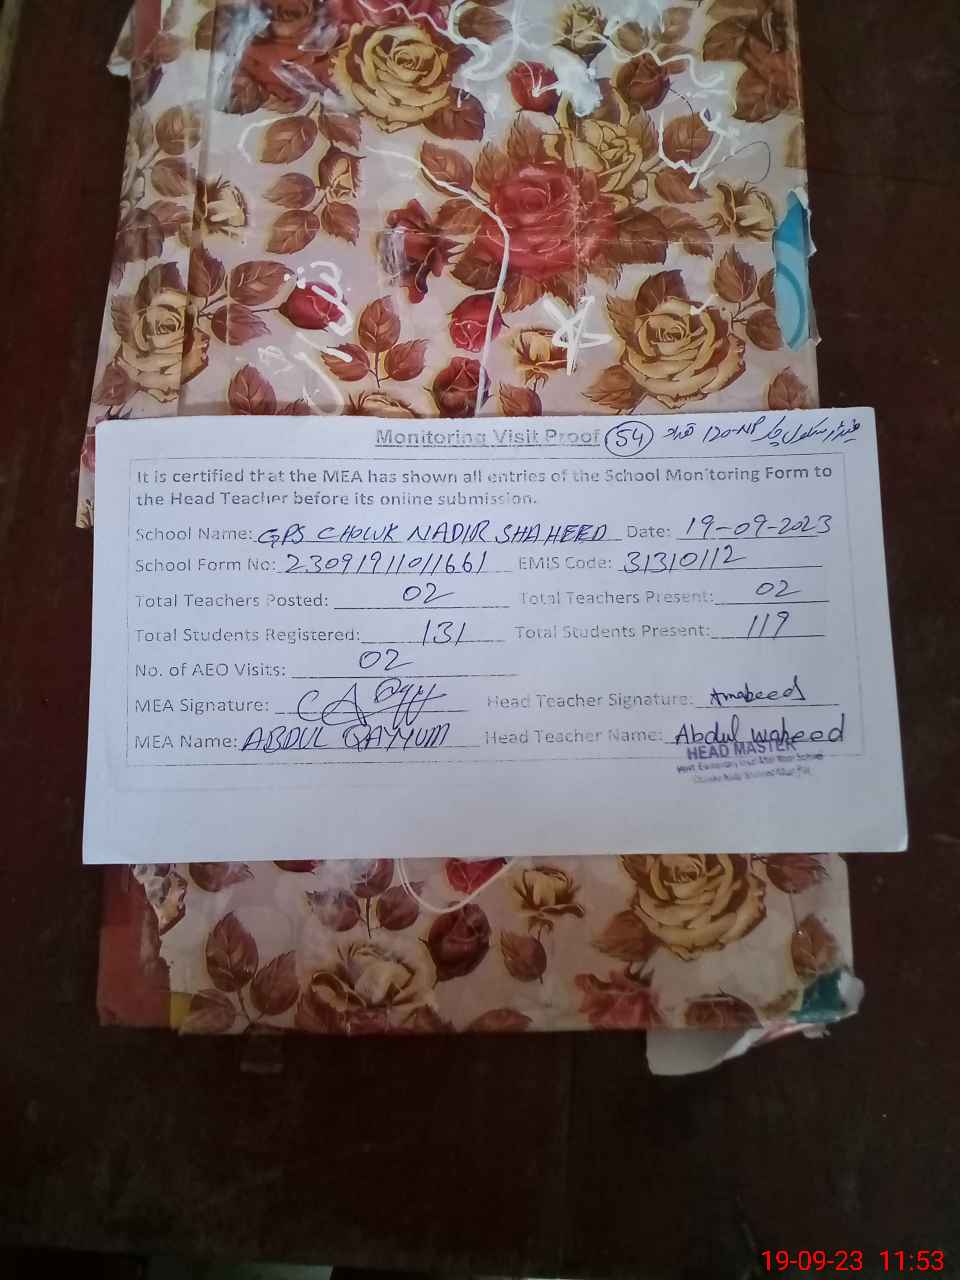 Monitoring Visit Proof 54 120-NP
It is certified that the MEA has shown all entries of the School Monitoring Form to
the Head Teacher before its online submission.
School Name: GPS CHOWK NADIR SHAHEED Date: 19-09-2023
School Form No: 23091911011661 EMIS Code: 31310112
Total Teachers Posted: 02 Total Teachers Present: 02
Total Students Registered: 131 Total Students Present: 119
No. of AEO Visits: 02
MEA Signature: Head Teacher Signature:
MEA Name: ABDUL QAYYUM Head Teacher Name: Abdul waheed
HEAD MASTER
19-09-23 11:53